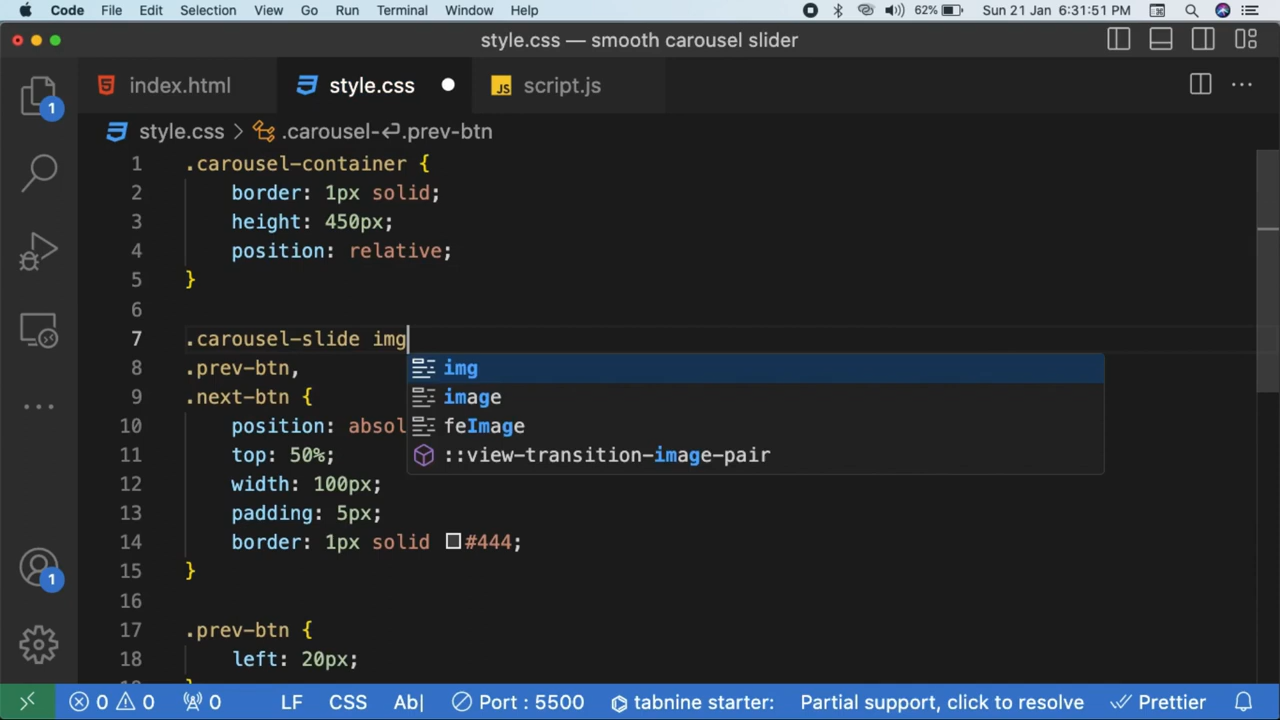 Code File Edit Selection View Go Run Terminal Window Help 62% Sun 21 Jan 6:31:51 PM
style.css — smooth carousel slider
1 index.html style.css JS script.js
style.css > .carousel-↩.prev-btn
1 .carousel-container {
2 border: 1px solid;
3 height: 450px;
4 position: relative;
5 }
6
7 .carousel-slide img
8 .prev-btn, img
9 .next-btn { image
10 position: absol feImage
11 top: 50%; ::view-transition-image-pair
12 width: 100px;
13 padding: 5px;
14 border: 1px solid #444;
1
15 }
16
17 .prev-btn {
18 left: 20px;
0 0 0 LF CSS Ab| Port : 5500 tabnine starter: Partial support, click to resolve Prettier